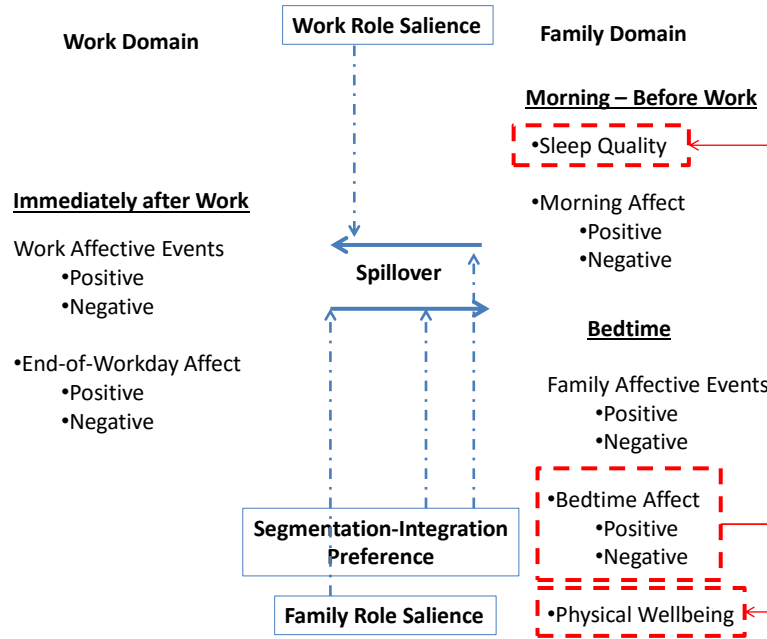 Work Domain
Work Role Salience
Family Domain
Morning – Before Work
•Sleep Quality
•Morning Affect
•Positive
•Negative
Immediately after Work
Work Affective Events
•Positive
•Negative
•End-of-Workday Affect
•Positive
•Negative
Spillover
Bedtime
Family Affective Events
•Positive
•Negative
•Bedtime Affect
•Positive
•Negative
•Physical Wellbeing
Segmentation-Integration
Preference
Family Role Salience